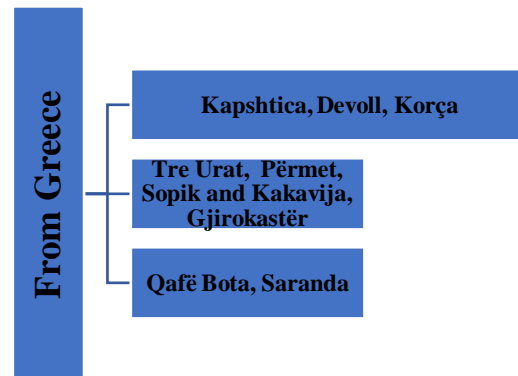 From Greece
Kapshtica, Devoll, Korça
Tre Urat, Përmet,
Sopik and Kakavija,
Gjirokastër
Qafë Bota, Saranda